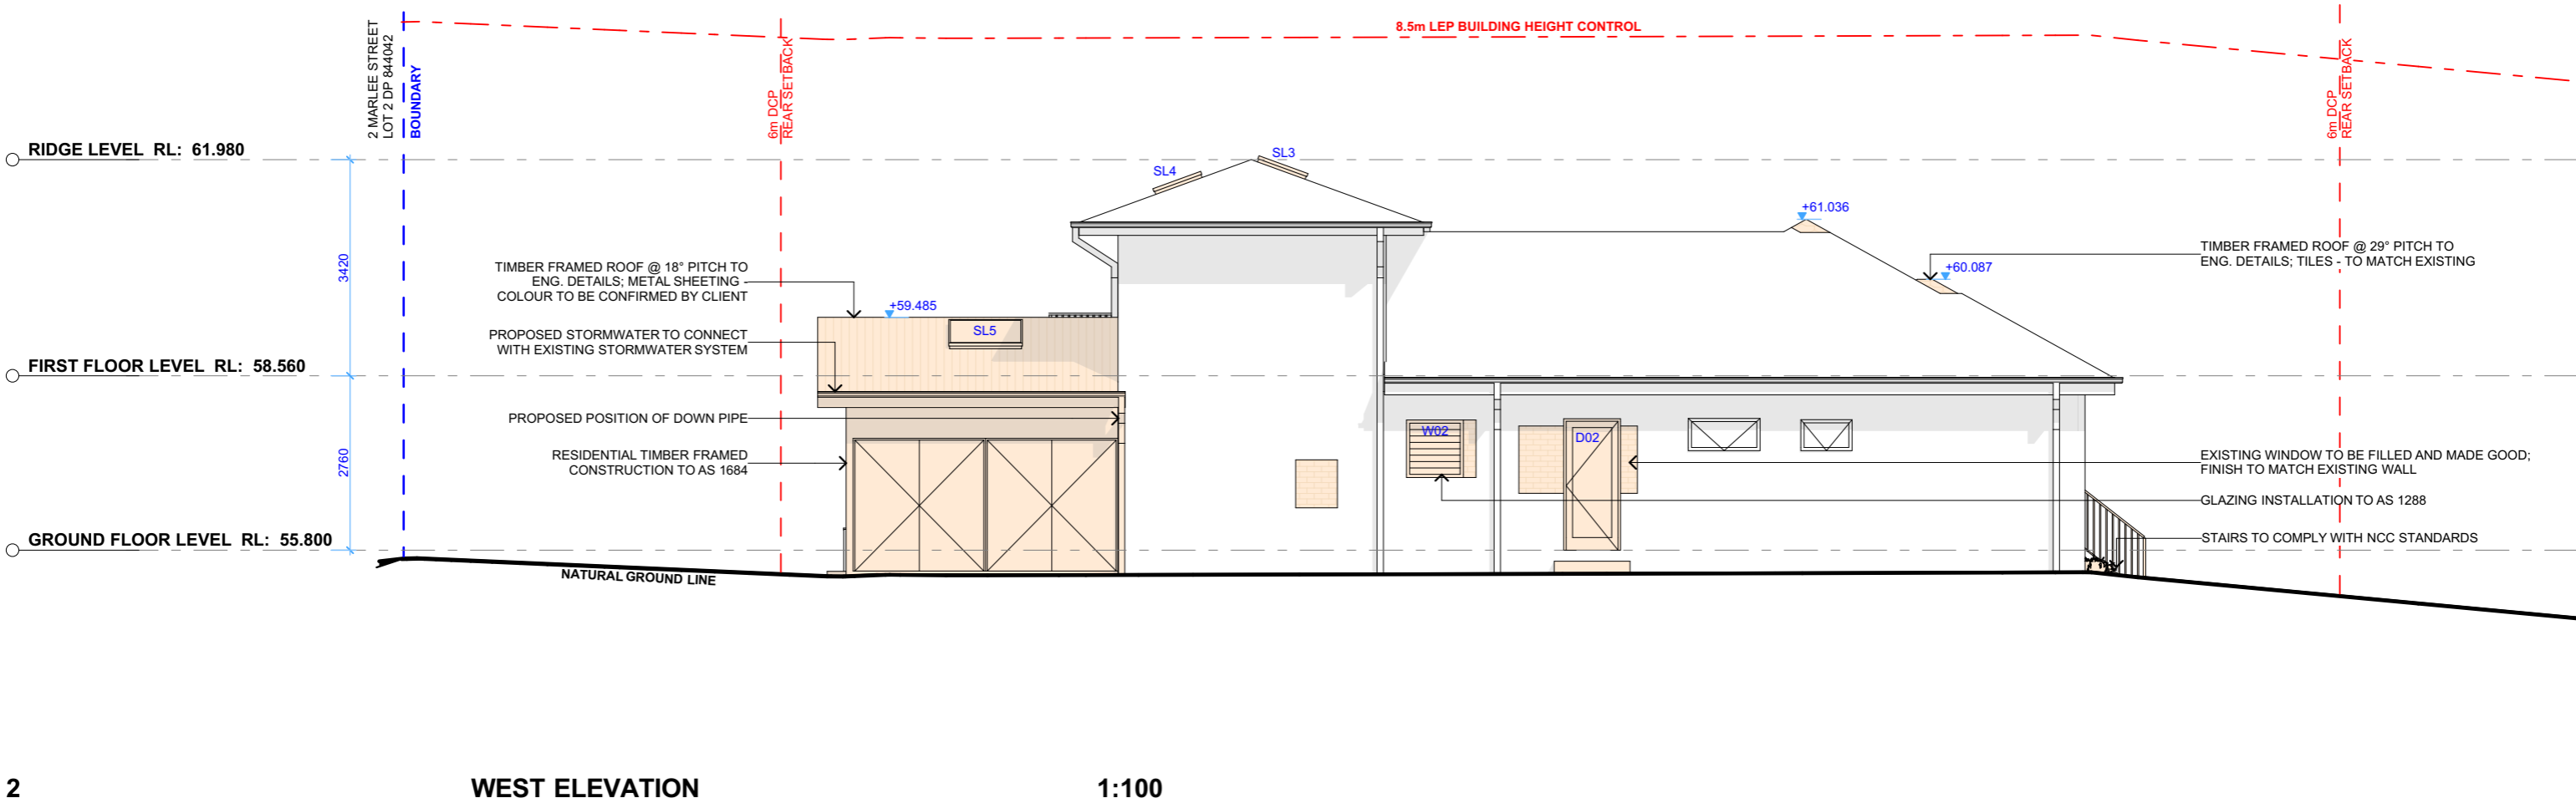 8.5m LEP BUILDING HEIGHT CONTROL
2 MARLEE STREET
LOT 2 DP 844042
BOUNDARY
6m DCP
REAR SETBACK
6m DCP
REAR SETBACK
RIDGE LEVEL RL: 61.980
SL4
SL3
+61.036
3420
TIMBER FRAMED ROOF @ 18° PITCH TO
ENG. DETAILS; METAL SHEETING -
COLOUR TO BE CONFIRMED BY CLIENT
TIMBER FRAMED ROOF @ 29° PITCH TO
ENG. DETAILS; TILES - TO MATCH EXISTING
+60.087
+59.485
SL5
PROPOSED STORMWATER TO CONNECT
WITH EXISTING STORMWATER SYSTEM
FIRST FLOOR LEVEL RL: 58.560
PROPOSED POSITION OF DOWN PIPE
W02
D02
2760
RESIDENTIAL TIMBER FRAMED
CONSTRUCTION TO AS 1684
EXISTING WINDOW TO BE FILLED AND MADE GOOD;
FINISH TO MATCH EXISTING WALL
GLAZING INSTALLATION TO AS 1288
GROUND FLOOR LEVEL RL: 55.800
STAIRS TO COMPLY WITH NCC STANDARDS
NATURAL GROUND LINE
2 WEST ELEVATION 1:100